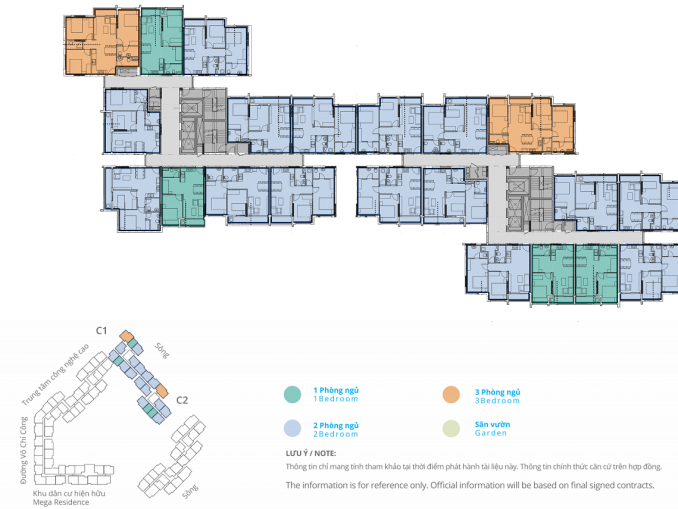 C1
Sông
Trung tâm công nghệ cao
C2
Đường Võ Chí Công
Sông
Khu dân cư hiện hữu
Mega Residence
1 Phòng ngủ
1Bedroom
3 Phòng ngủ
3Bedroom
2 Phòng ngủ
2Bedroom
Sân vườn
Garden
LƯU Ý / NOTE:
Thông tin chỉ mang tính tham khảo tại thời điểm phát hành tài liệu này. Thông tin chính thức căn cứ trên hợp đồng.
The information is for reference only. Official information will be based on final signed contracts.